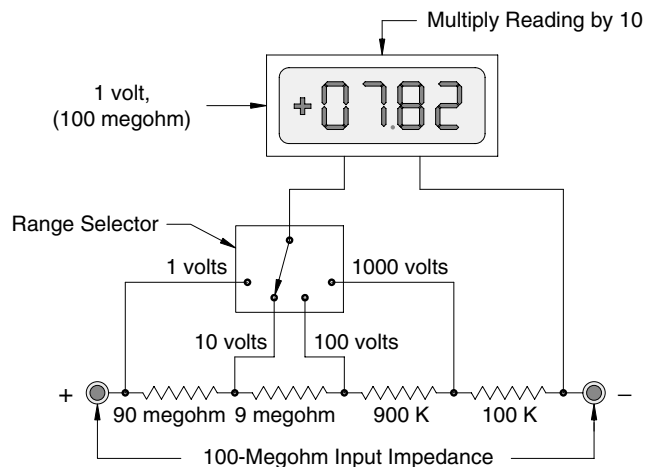 Multiply Reading by 10
1 volt,
(100 megohm)
+07.82
Range Selector
1 volts
1000 volts
10 volts
100 volts
+
–
90 megohm
9 megohm
900 K
100 K
100-Megohm Input Impedance